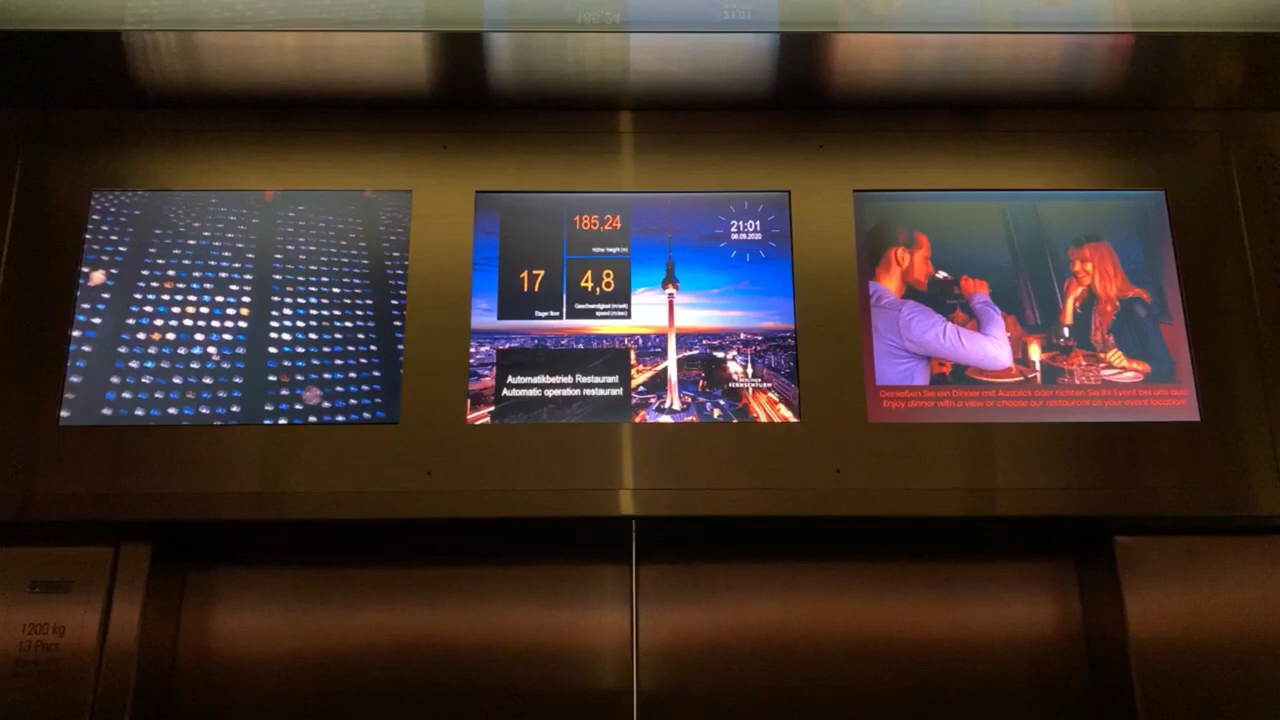 185,24
Höhe/ height (m)
17
Etage/ floor
4,8
Geschwindigkeit (m/sek)
speed (m/sec)
21:01
06.09.2020
Automatikbetrieb Restaurant
Automatic operation restaurant
BERLINER
FERNSEHTURM
Genießen Sie ein Dinner mit Ausblick oder richten Sie Ihr Event bei uns aus!
Enjoy dinner with a view or choose our restaurant as your event location!
1200 kg
13 Pers